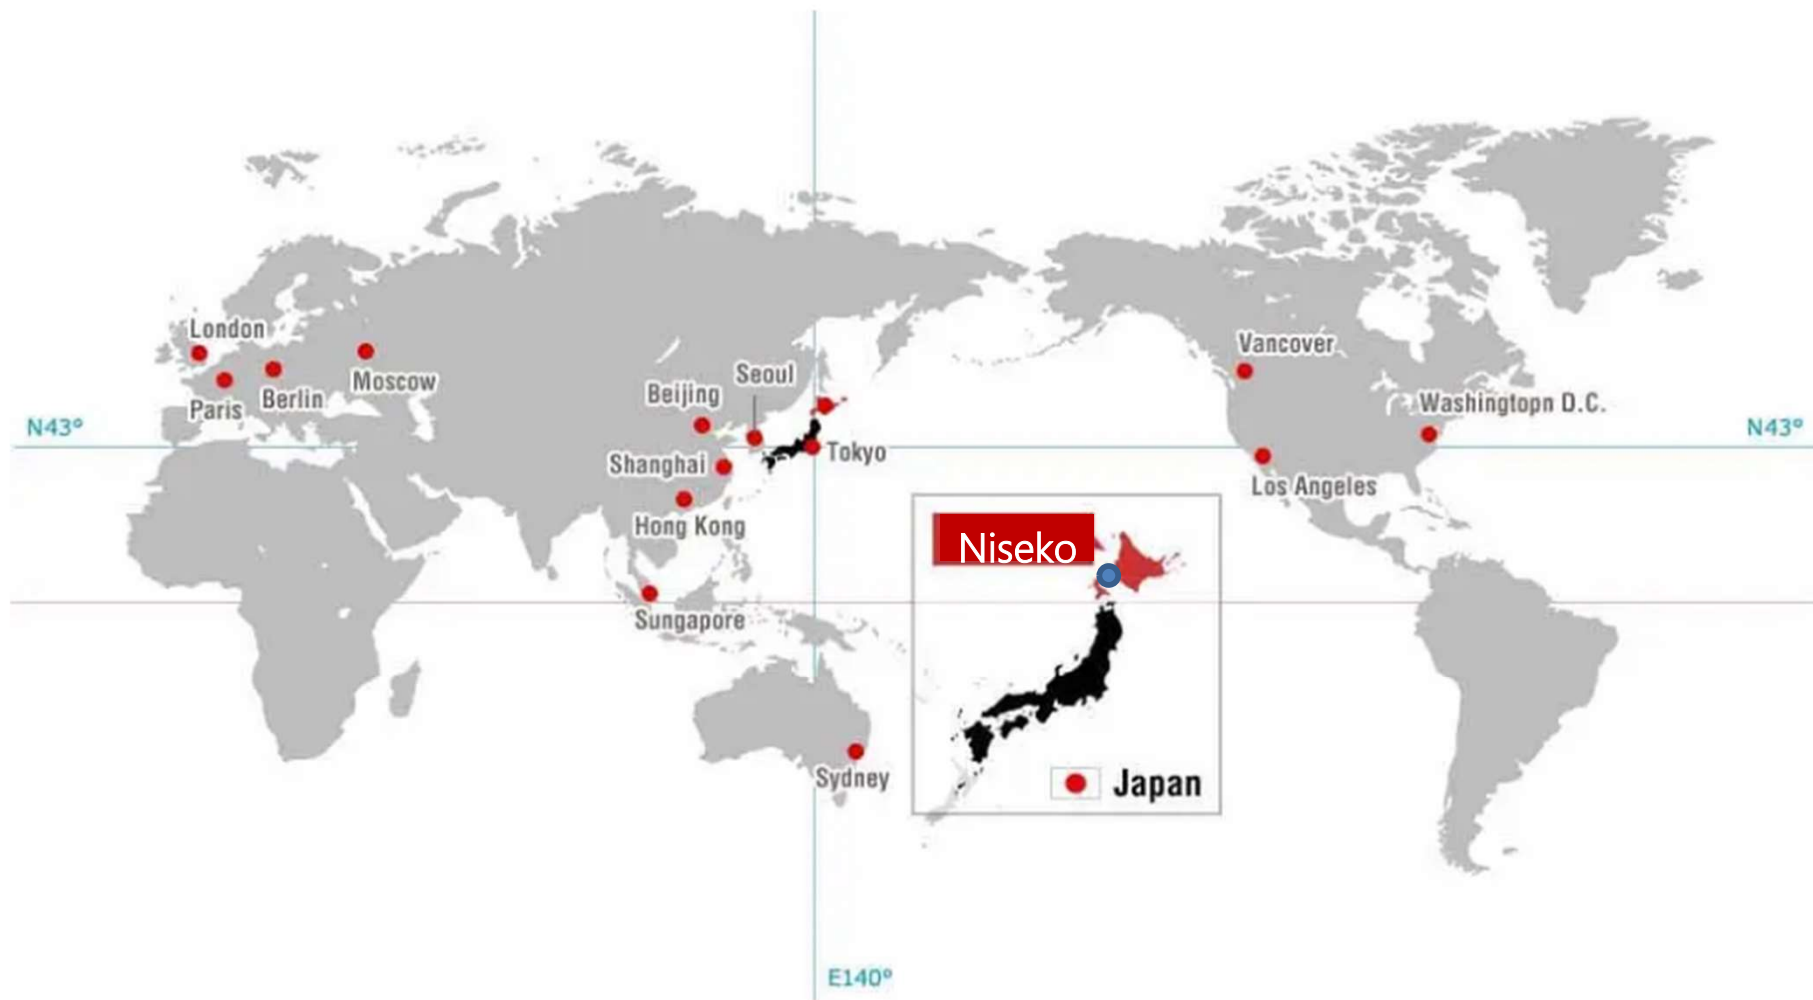 London
Paris
Berlin
Moscow
Beijing
Seoul
Vancover
Washingtopn D.C.
N43°
N43°
Shanghai
Tokyo
Los Angeles
Hong Kong
Niseko
Sungapore
Sydney
Japan
E140°